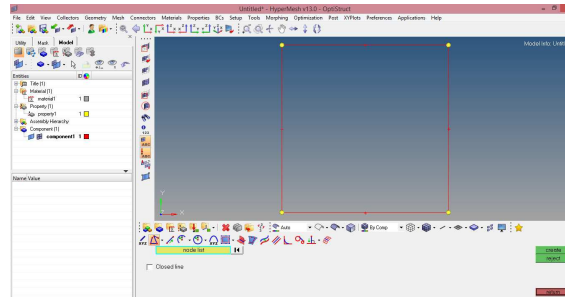 Untitled* - HyperMesh v13.0 - OptiStruct
File Edit View Collectors Geometry Mesh Connectors Materials Properties BCs Setup Tools Morphing Optimization Post XYPlots Preferences Applications Help
Utility Mask Model
Entities ID
Title (1)
Material (1)
material1 1
Property (1)
property1 1
Assembly Hierarchy
Component (1)
component1 1
Name Value
Model Info: Untit
Y
X
Auto
By Comp
node list
Closed line
create
reject
return